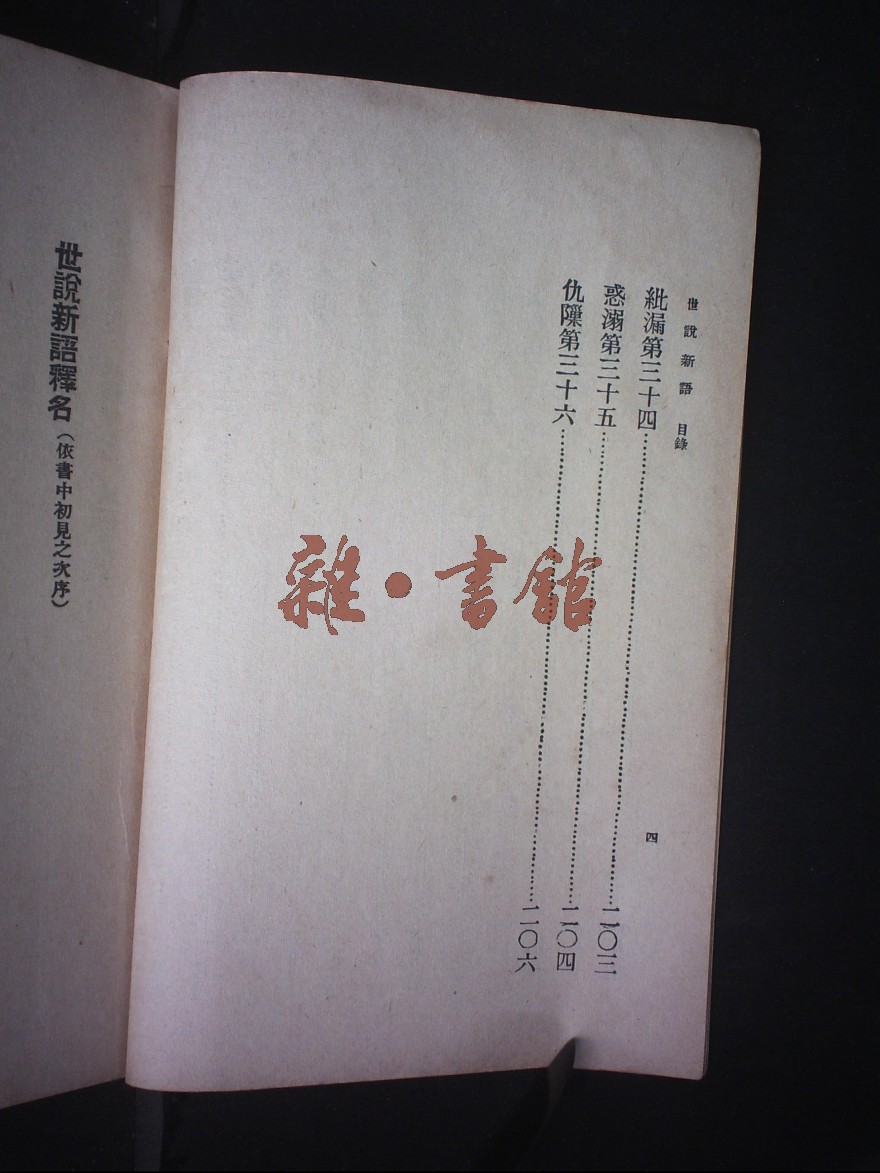 世說新語 目錄 四
紕漏第三十四……二〇三
惑溺第三十五……二〇四
仇隟第三十六……二〇六
世說新語釋名（依書中初見之次序）
雜・書館